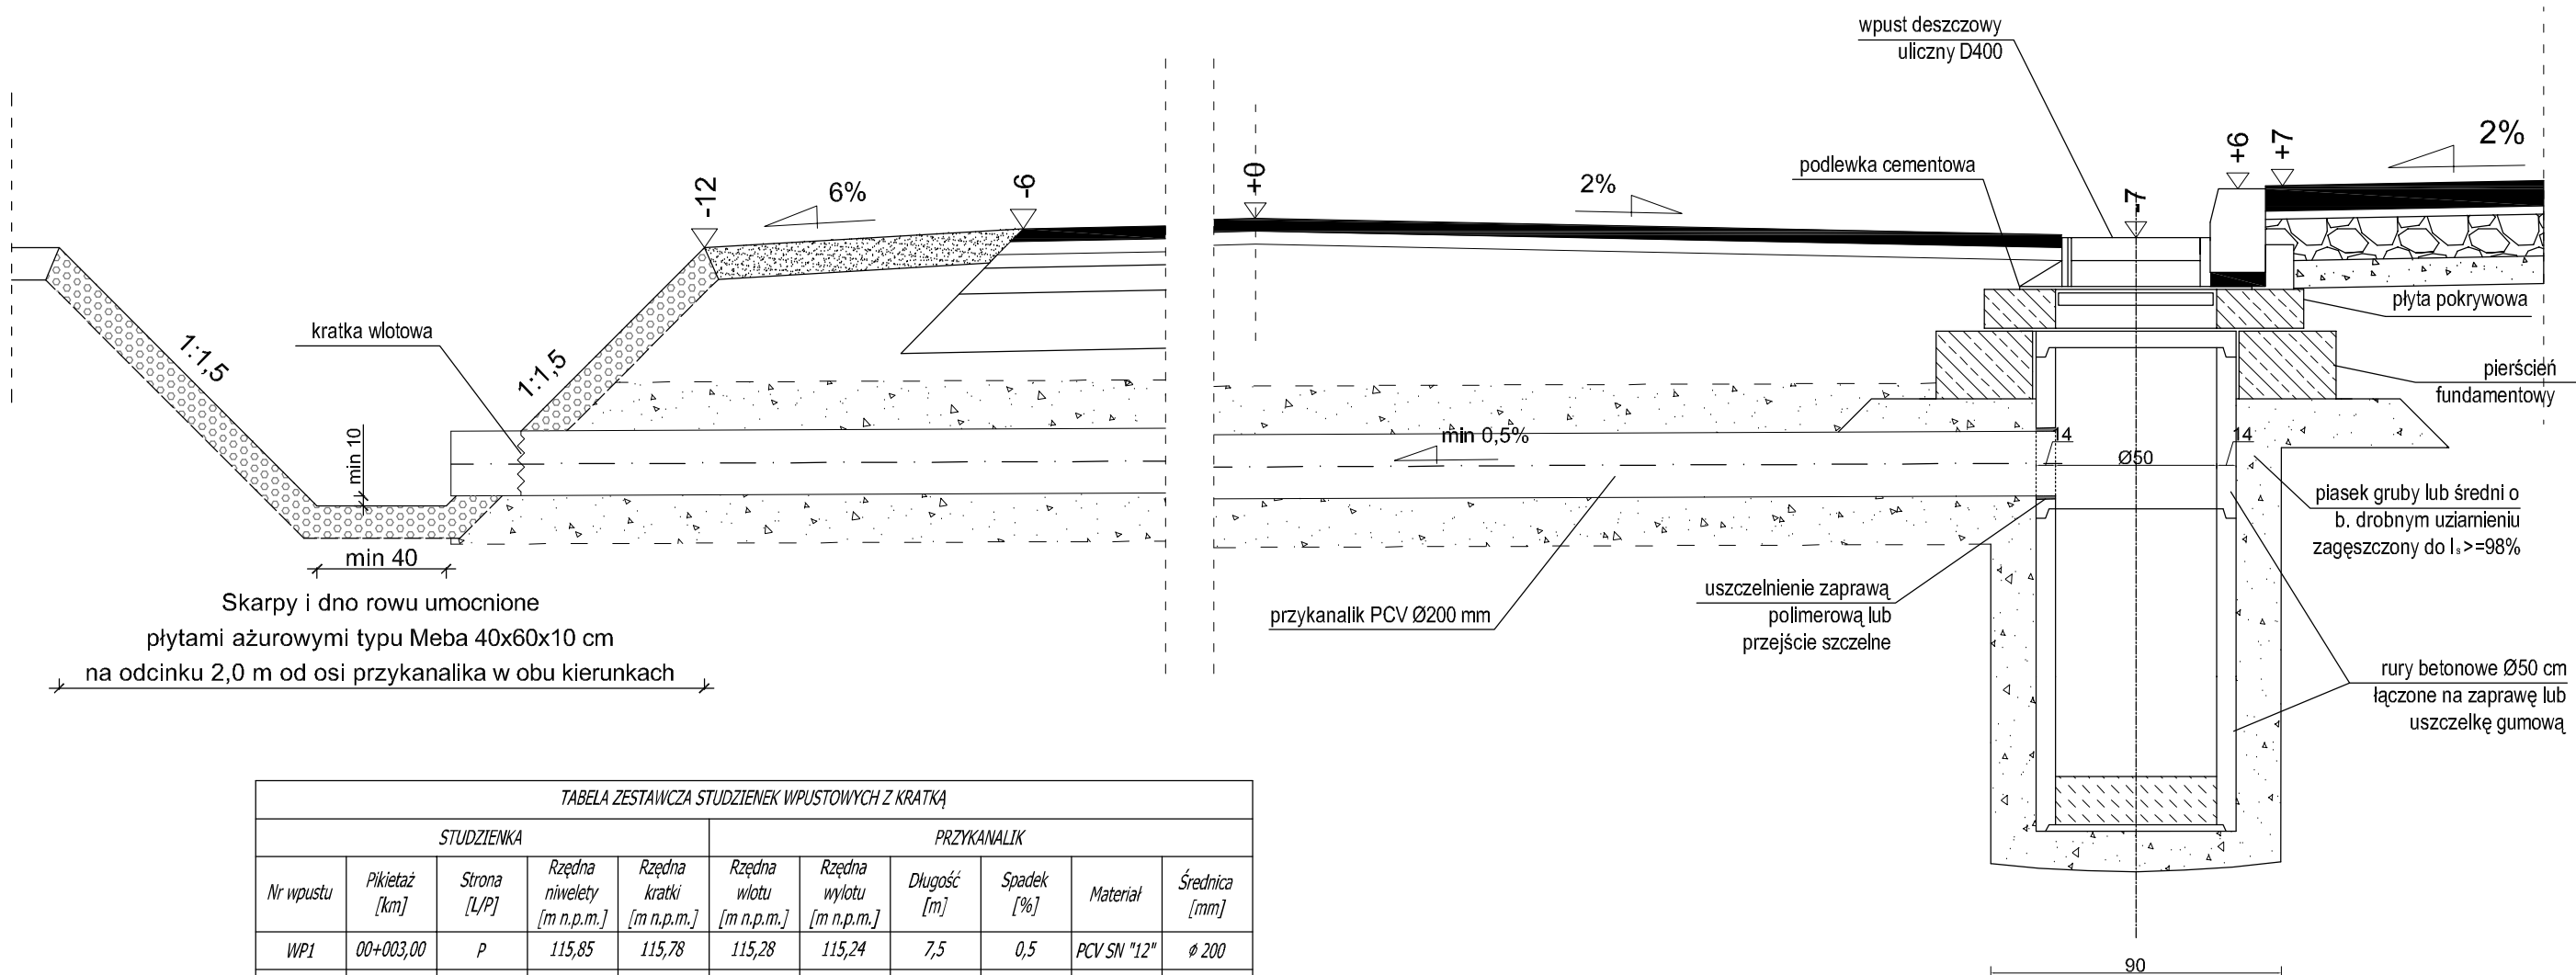 wpust deszczowy
uliczny D400
podlewka cementowa
2%
+6
+7
-7
2%
+0
-6
6%
-12
płyta pokrywowa
pierścień
fundamentowy
kratka wlotowa
1:1,5
1:1,5
min 10
min 0,5%
14
14
Ø50
piasek gruby lub średni o
b. drobnym uziarnieniu
zagęszczony do Is>=98%
min 40
Skarpy i dno rowu umocnione
płytami ażurowymi typu Meba 40x60x10 cm
na odcinku 2,0 m od osi przykanalika w obu kierunkach
przykanalik PCV Ø200 mm
uszczelnienie zaprawą
polimerową lub
przejście szczelne
rury betonowe Ø50 cm
łączone na zaprawę lub
uszczelkę gumową
90
TABELA ZESTAWCZA STUDZIENEK WPUSTOWYCH Z KRATKĄ
STUDZIENKA PRZYKANALIK
Nr wpustu
Pikietaż
[km]
Strona
[L/P]
Rzędna
niwelety
[m n.p.m.]
Rzędna
kratki
[m n.p.m.]
Rzędna
wlotu
[m n.p.m.]
Rzędna
wylotu
[m n.p.m.]
Długość
[m]
Spadek
[%]
Materiał
Średnica
[mm]
WP1 00+003,00 P 115,85 115,78 115,28 115,24 7,5 0,5 PCV SN "12" ϕ 200